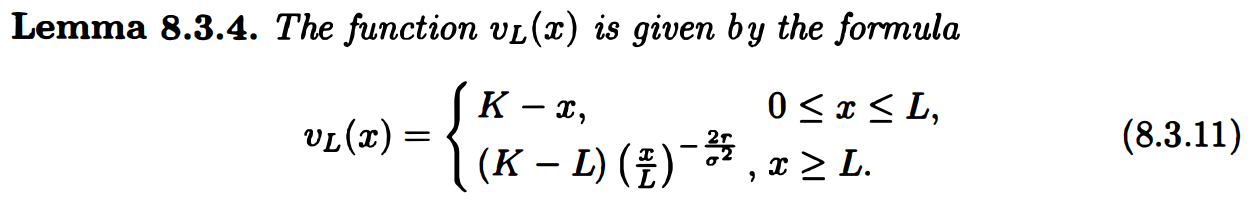 Lemma 8.3.4. The function v_L(x) is given by the formula
v_L(x) = { K − x, 0 ≤ x ≤ L,
(K − L) (x/L)^{−2r/σ²}, x ≥ L. (8.3.11)